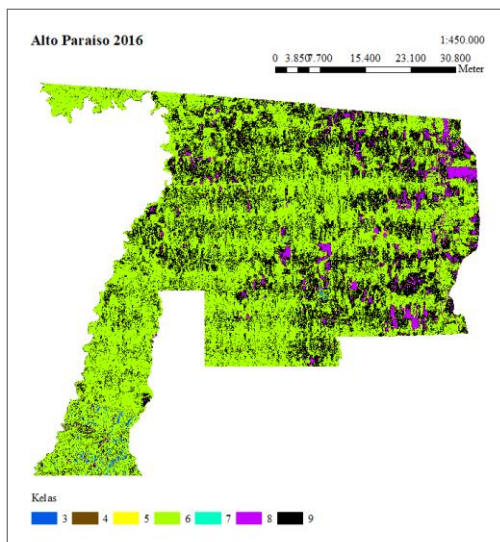 Alto Paraíso 2016
1:450.000
0 3.850 7.700 15.400 23.100 30.800
Meter
Kelas
3 4 5 6 7 8 9